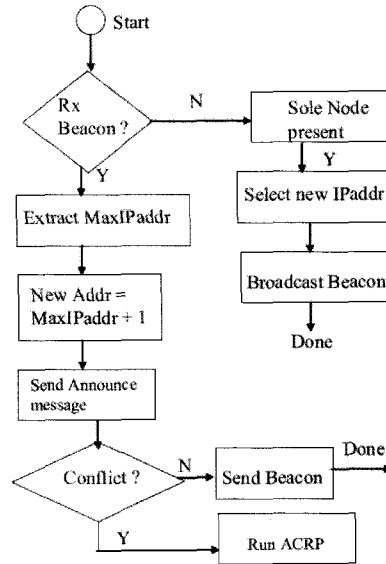 Start
Rx
Beacon ?
N
Sole Node
present
Y
Y
Select new IPaddr
Extract MaxIPaddr
Broadcast Beacon
New Addr =
MaxIPaddr + 1
Done
Send Announce
message
Conflict ?
N
Send Beacon
Done
Y
Run ACRP